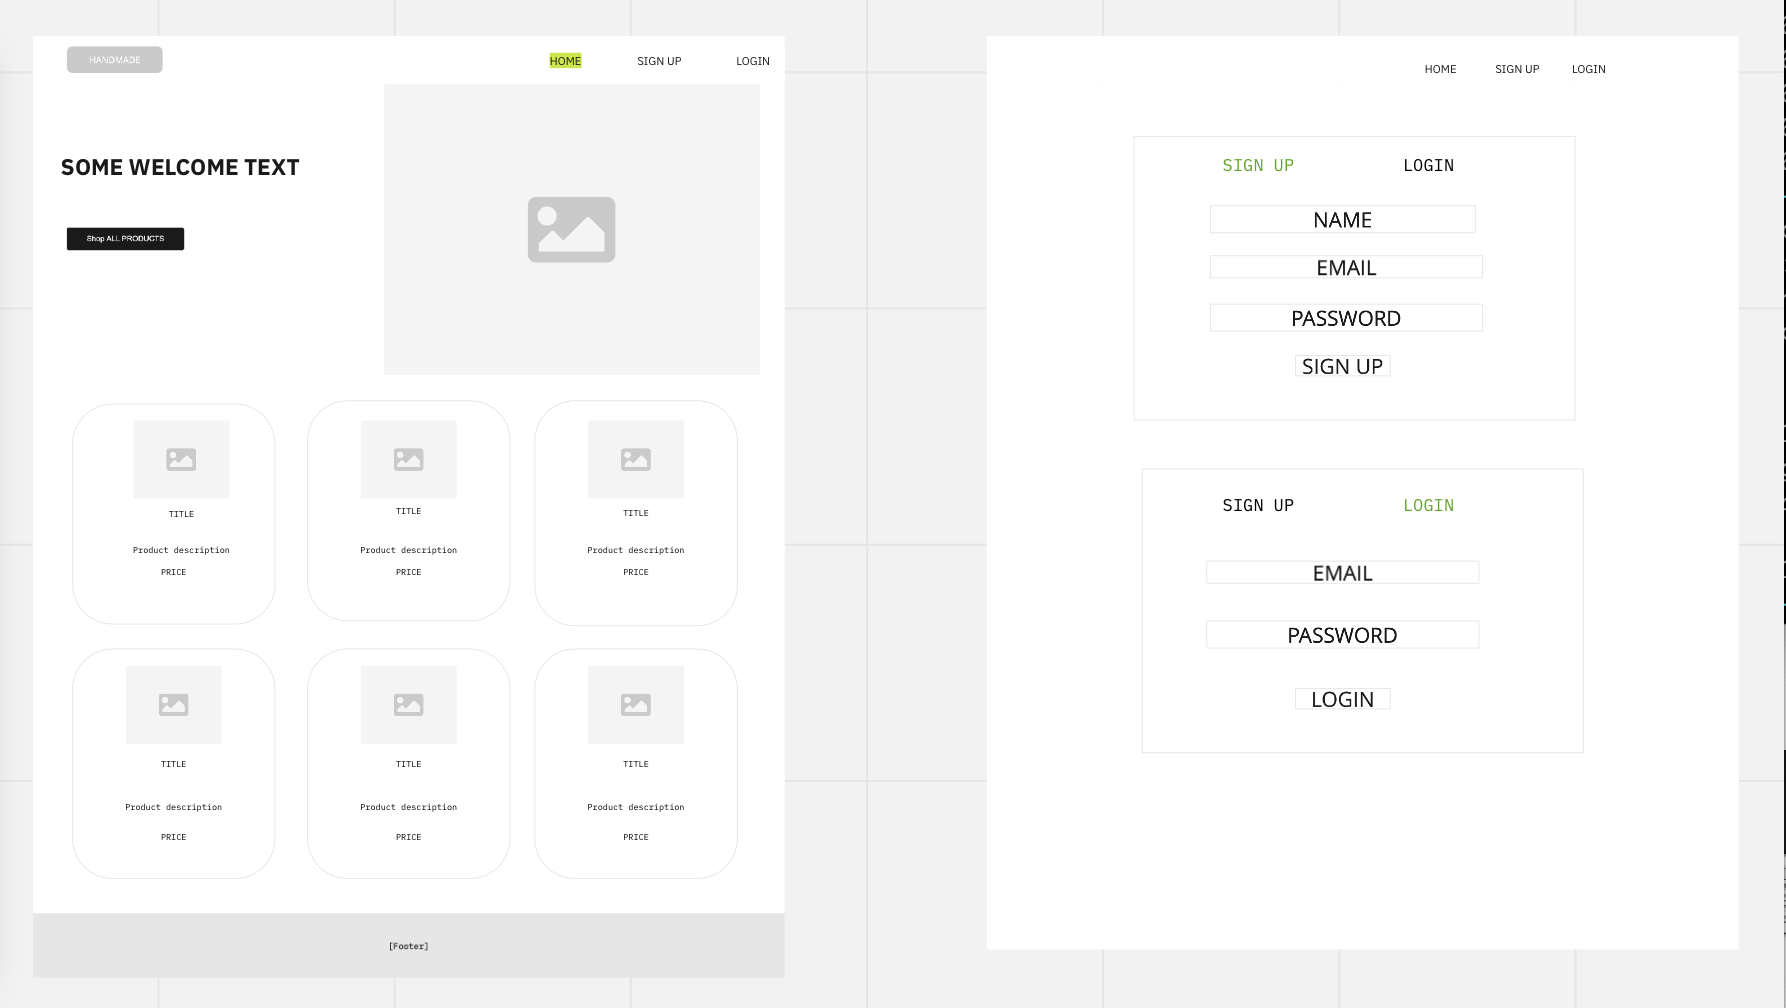 HANDMADE
HOME SIGN UP LOGIN
SOME WELCOME TEXT
Shop ALL PRODUCTS
TITLE
Product description
PRICE
TITLE
Product description
PRICE
TITLE
Product description
PRICE
TITLE
Product description
PRICE
TITLE
Product description
PRICE
TITLE
Product description
PRICE
[Footer]
HOME SIGN UP LOGIN
SIGN UP LOGIN
NAME
EMAIL
PASSWORD
SIGN UP
SIGN UP LOGIN
EMAIL
PASSWORD
LOGIN